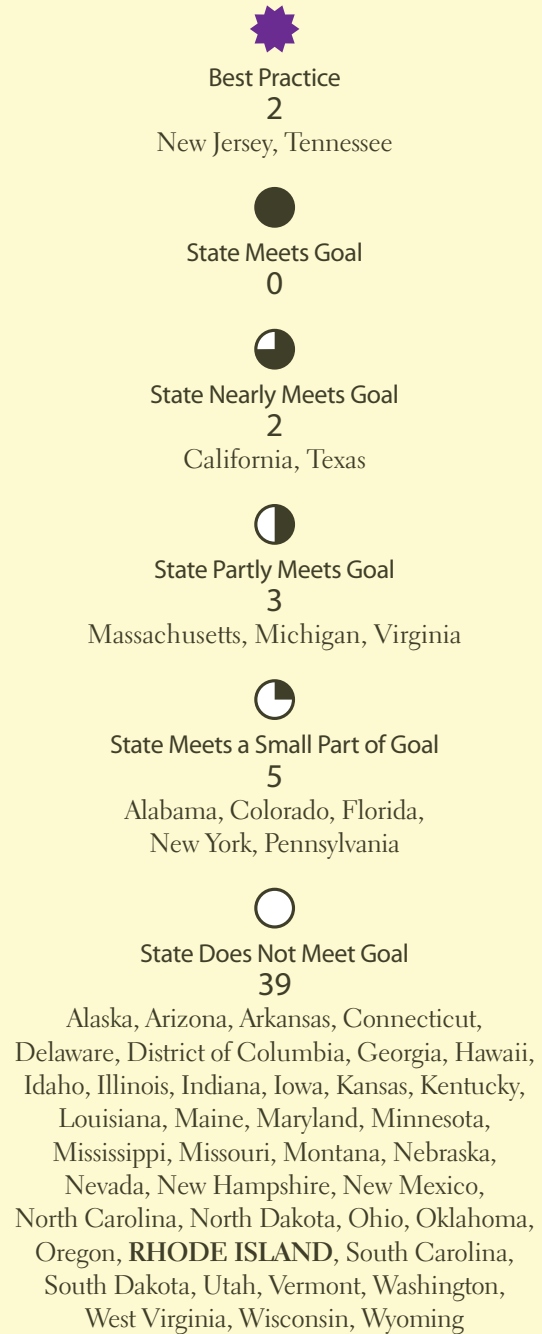 Best Practice
2
New Jersey, Tennessee
State Meets Goal
0
State Nearly Meets Goal
2
California, Texas
State Partly Meets Goal
3
Massachusetts, Michigan, Virginia
State Meets a Small Part of Goal
5
Alabama, Colorado, Florida,
New York, Pennsylvania
State Does Not Meet Goal
39
Alaska, Arizona, Arkansas, Connecticut,
Delaware, District of Columbia, Georgia, Hawaii,
Idaho, Illinois, Indiana, Iowa, Kansas, Kentucky,
Louisiana, Maine, Maryland, Minnesota,
Mississippi, Missouri, Montana, Nebraska,
Nevada, New Hampshire, New Mexico,
North Carolina, North Dakota, Ohio, Oklahoma,
Oregon, RHODE ISLAND, South Carolina,
South Dakota, Utah, Vermont, Washington,
West Virginia, Wisconsin, Wyoming